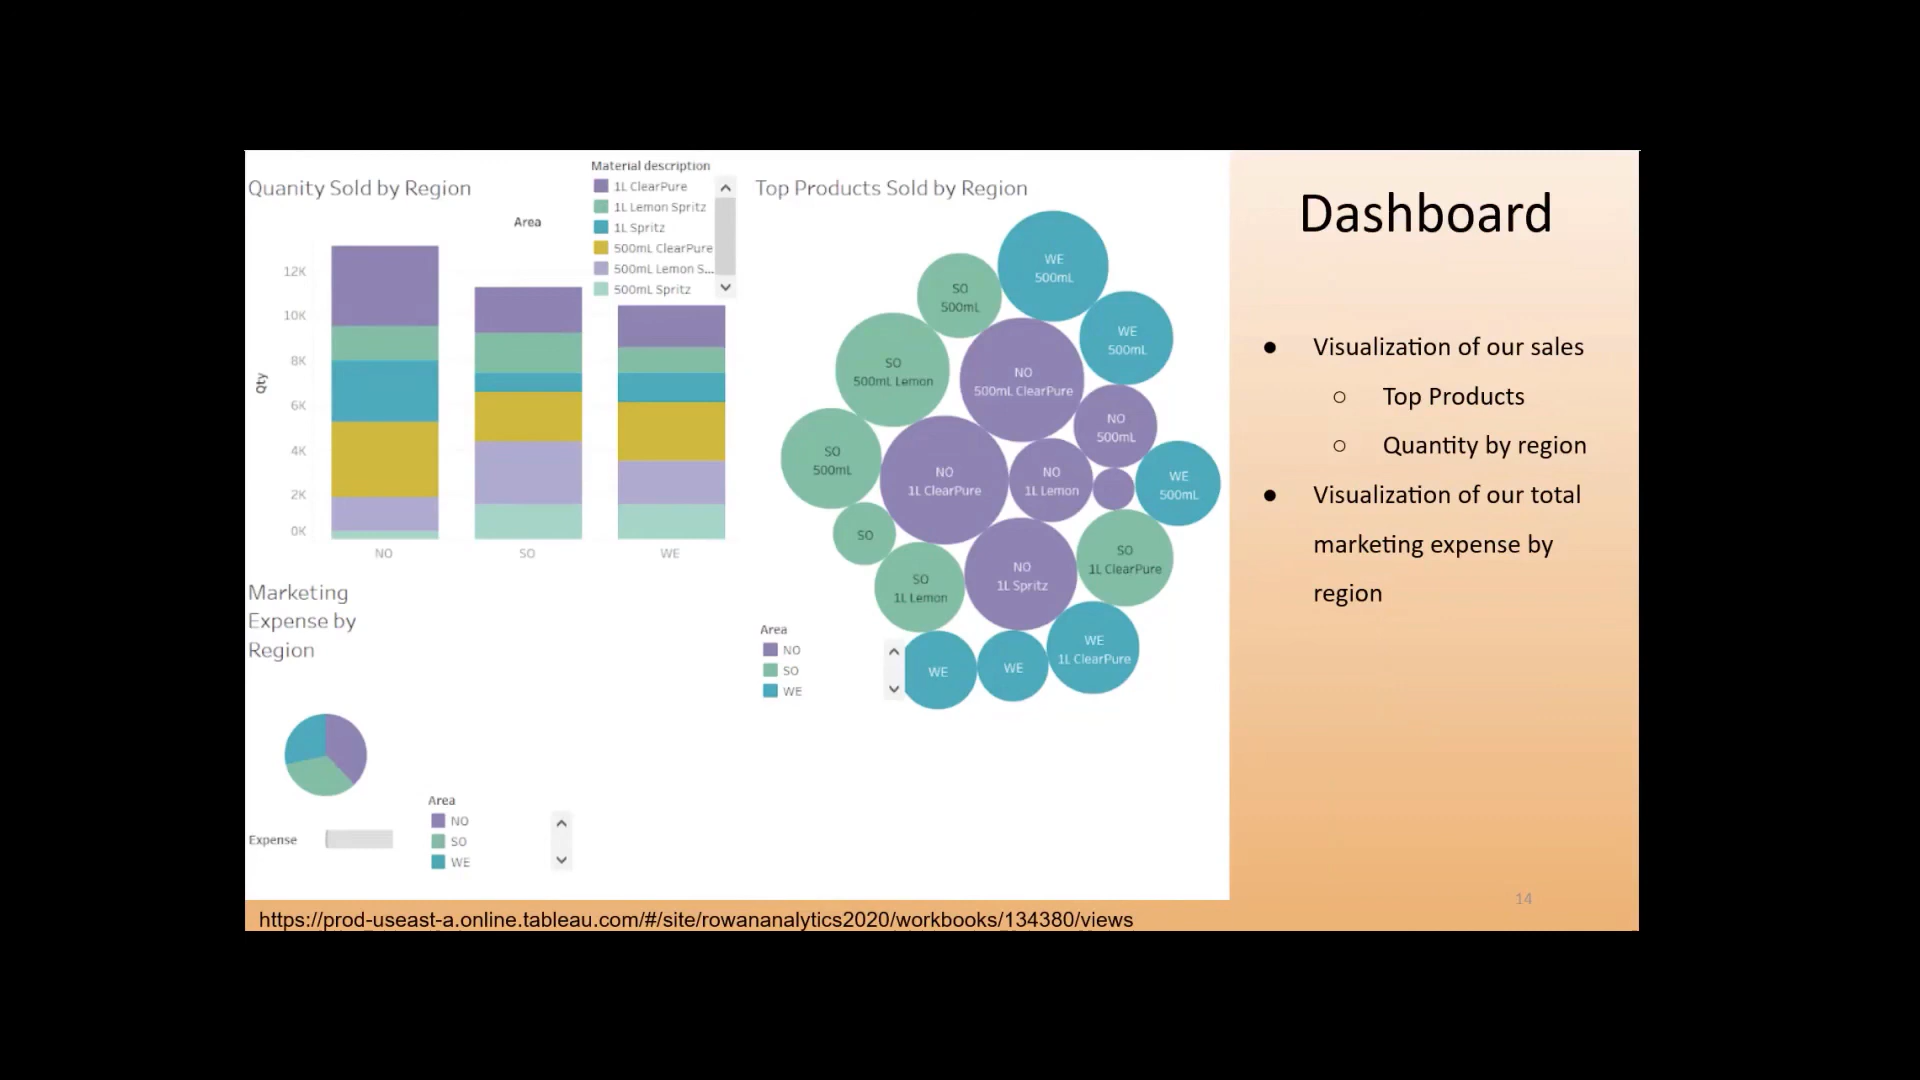 Quanity Sold by Region
Area
Material description
1L ClearPure
1L Lemon Spritz
1L Spritz
500mL ClearPure
500mL Lemon S...
500mL Spritz
Qty
12K
10K
8K
6K
4K
2K
0K
NO
SO
WE
Top Products Sold by Region
WE
500mL
SO
500mL
WE
500mL
SO
500mL Lemon
NO
500mL ClearPure
NO
500mL
SO
500mL
NO
1L ClearPure
NO
1L Lemon
WE
500mL
SO
SO
1L Lemon
NO
1L Spritz
SO
1L ClearPure
WE
WE
WE
1L ClearPure
Area
NO
SO
WE
Marketing
Expense by
Region
Expense
Area
NO
SO
WE
Dashboard
● Visualization of our sales
○ Top Products
○ Quantity by region
● Visualization of our total
marketing expense by
region
14
https://prod-useast-a.online.tableau.com/#/site/rowananalytics2020/workbooks/134380/views